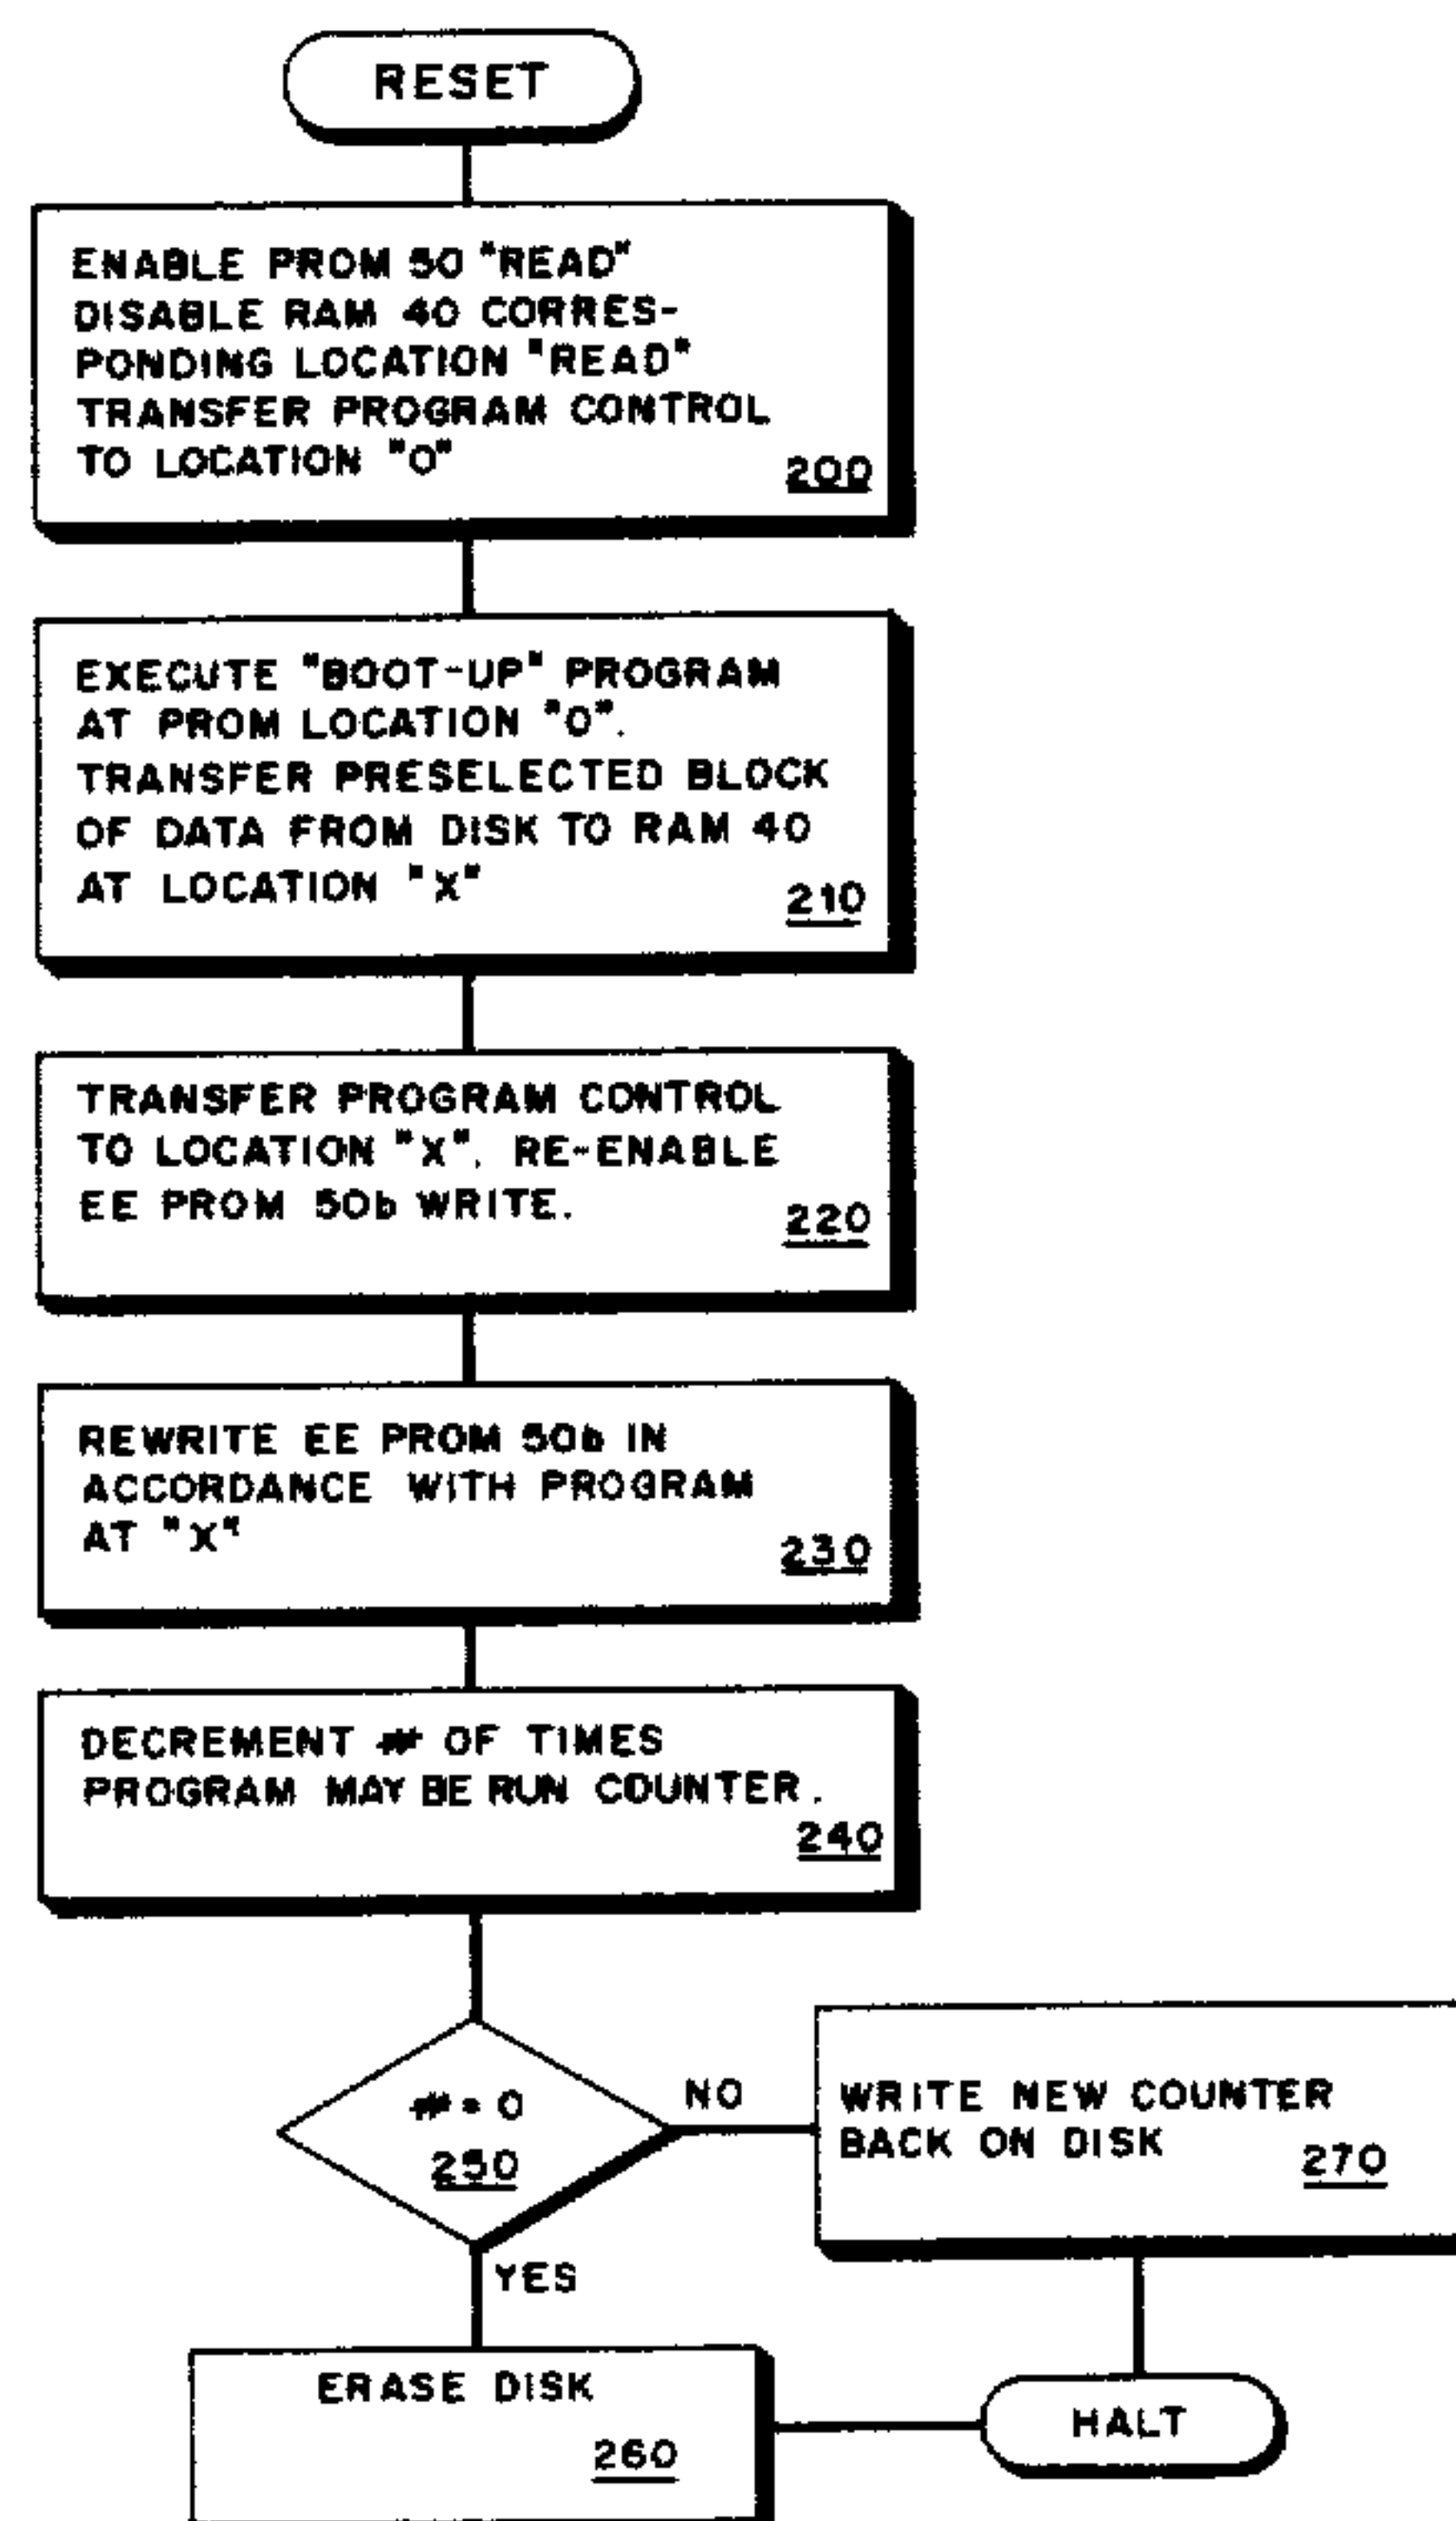 RESET
ENABLE PROM 50 "READ"
DISABLE RAM 40 CORRES-
PONDING LOCATION "READ"
TRANSFER PROGRAM CONTROL
TO LOCATION "0"
200
EXECUTE "BOOT-UP" PROGRAM
AT PROM LOCATION "0".
TRANSFER PRESELECTED BLOCK
OF DATA FROM DISK TO RAM 40
AT LOCATION "X"
210
TRANSFER PROGRAM CONTROL
TO LOCATION "X". RE-ENABLE
EE PROM 50b WRITE.
220
REWRITE EE PROM 50b IN
ACCORDANCE WITH PROGRAM
AT "X"
230
DECREMENT # OF TIMES
PROGRAM MAY BE RUN COUNTER.
240
# = 0
250
NO
WRITE NEW COUNTER
BACK ON DISK
270
YES
ERASE DISK
260
HALT